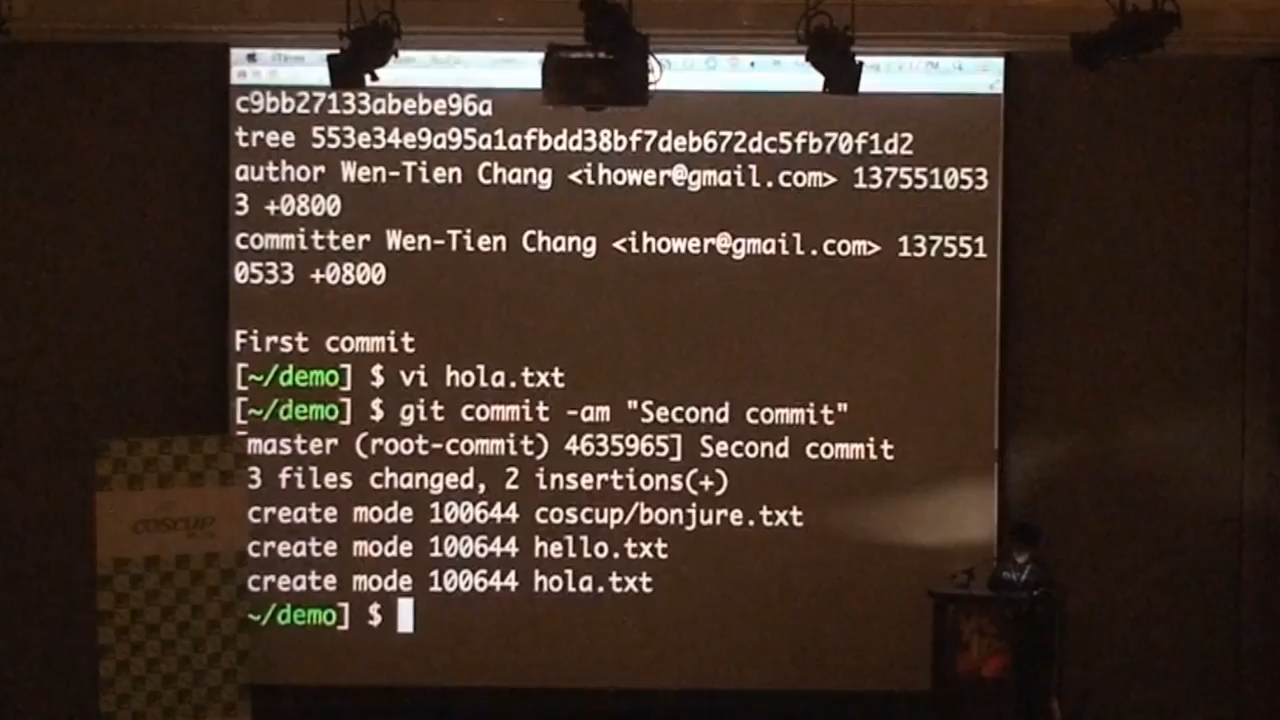 c9bb27133abebe96a
tree 553e34e9a95a1afbdd38bf7deb672dc5fb70f1d2
author Wen-Tien Chang <ihower@gmail.com> 137551053
3 +0800
committer Wen-Tien Chang <ihower@gmail.com> 137551
0533 +0800
First commit
[~/demo] $ vi hola.txt
[~/demo] $ git commit -am "Second commit"
master (root-commit) 4635965] Second commit
3 files changed, 2 insertions(+)
create mode 100644 coscup/bonjure.txt
create mode 100644 hello.txt
create mode 100644 hola.txt
~/demo] $
COSCUP